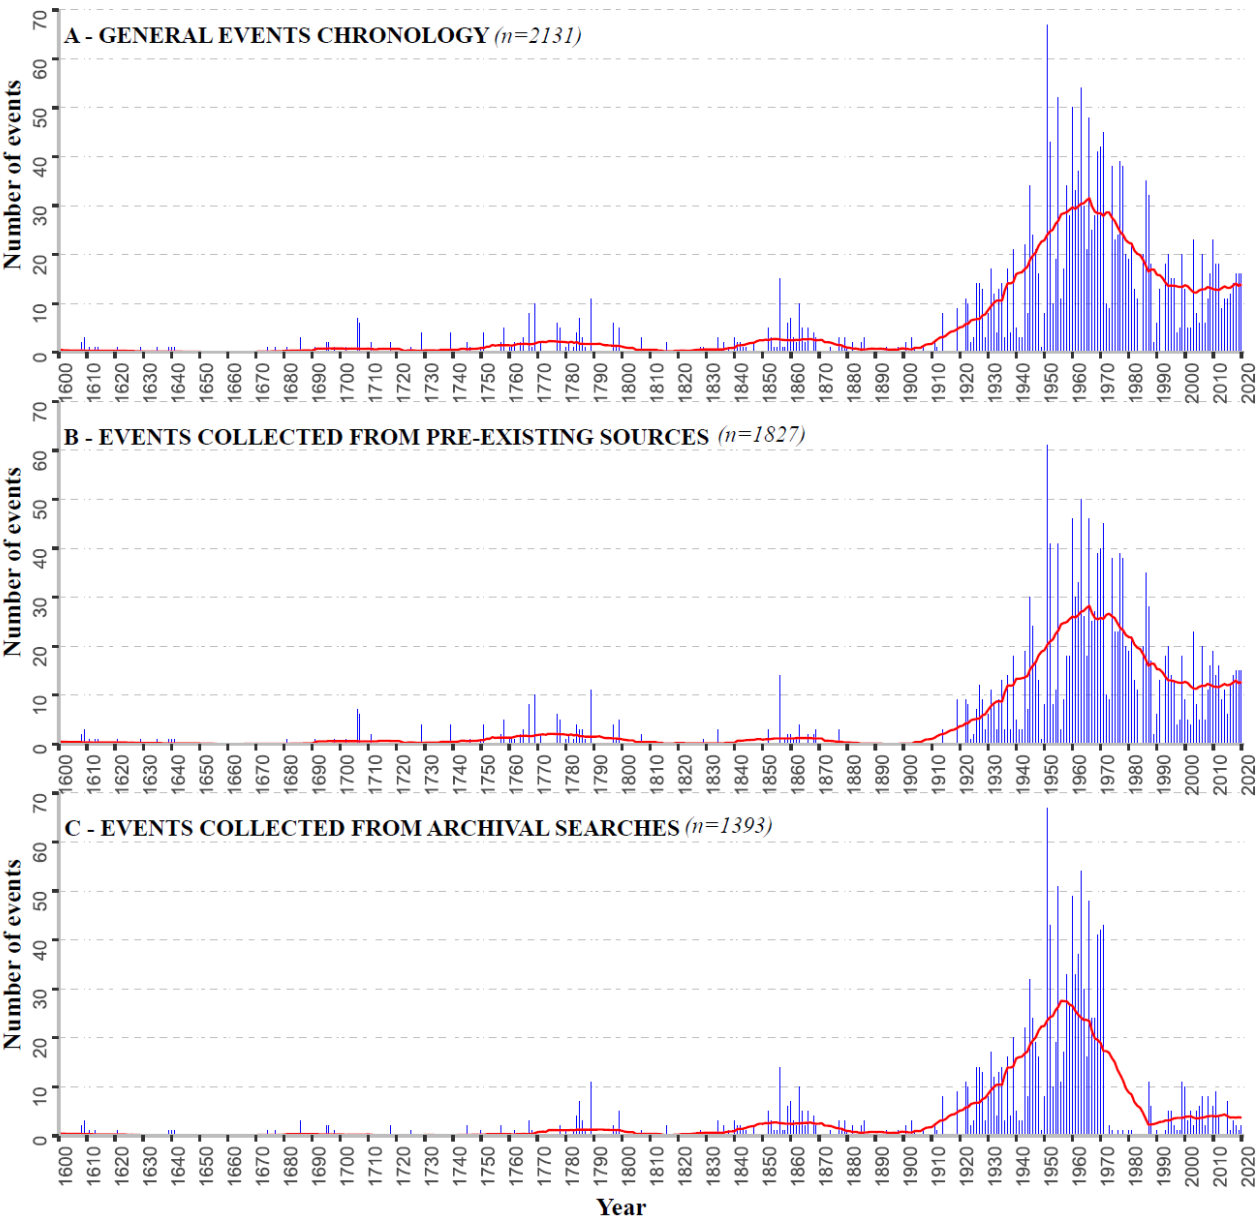 A - GENERAL EVENTS CHRONOLOGY (n=2131)
Number of events
0 10 20 30 40 50 60 70
1600 1610 1620 1630 1640 1650 1660 1670 1680 1690 1700 1710 1720 1730 1740 1750 1760 1770 1780 1790 1800 1810 1820 1830 1840 1850 1860 1870 1880 1890 1900 1910 1920 1930 1940 1950 1960 1970 1980 1990 2000 2010 2020
B - EVENTS COLLECTED FROM PRE-EXISTING SOURCES (n=1827)
Number of events
0 10 20 30 40 50 60 70
1600 1610 1620 1630 1640 1650 1660 1670 1680 1690 1700 1710 1720 1730 1740 1750 1760 1770 1780 1790 1800 1810 1820 1830 1840 1850 1860 1870 1880 1890 1900 1910 1920 1930 1940 1950 1960 1970 1980 1990 2000 2010 2020
C - EVENTS COLLECTED FROM ARCHIVAL SEARCHES (n=1393)
Number of events
0 10 20 30 40 50 60 70
1600 1610 1620 1630 1640 1650 1660 1670 1680 1690 1700 1710 1720 1730 1740 1750 1760 1770 1780 1790 1800 1810 1820 1830 1840 1850 1860 1870 1880 1890 1900 1910 1920 1930 1940 1950 1960 1970 1980 1990 2000 2010 2020
Year